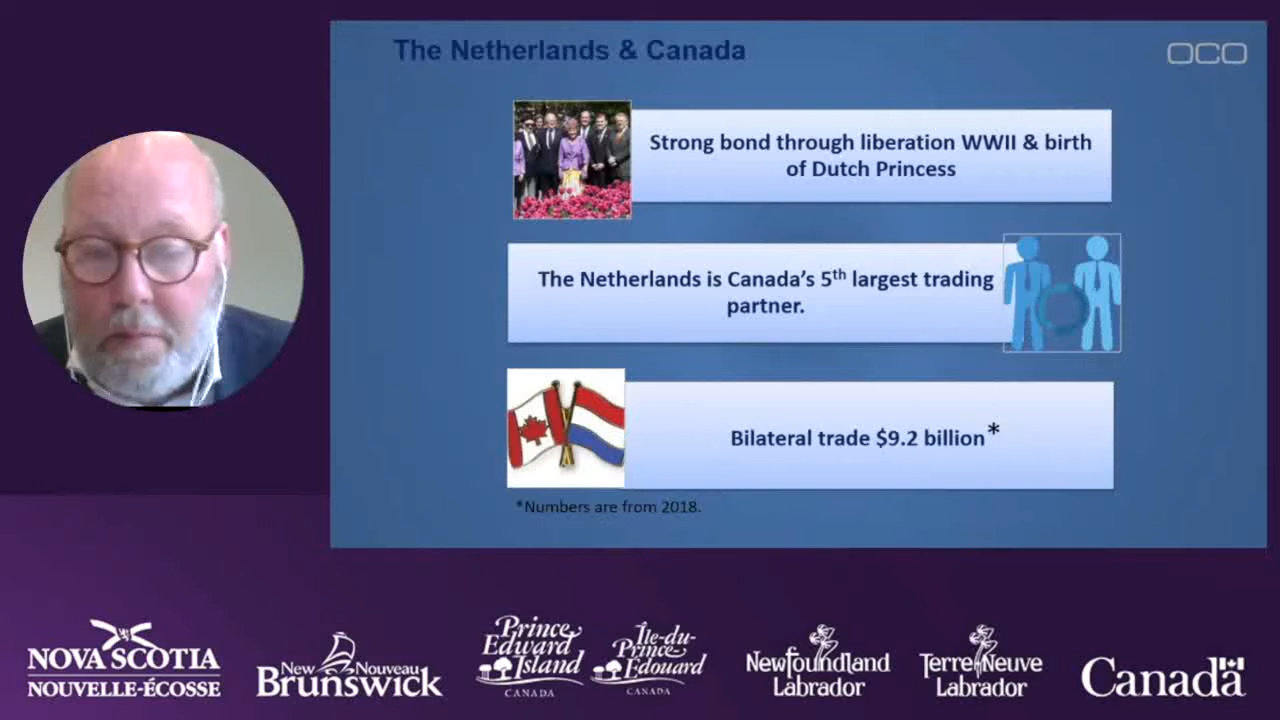 The Netherlands & Canada
OCO
Strong bond through liberation WWII & birth
of Dutch Princess
The Netherlands is Canada's 5th largest trading
partner.
Bilateral trade $9.2 billion*
*Numbers are from 2018.
NOVA SCOTIA
NOUVELLE-ÉCOSSE
New Nouveau
Brunswick
Prince
Edward
Island
CANADA
Île-du-
Prince
Édouard
CANADA
Newfoundland
Labrador
Terre Neuve
Labrador
Canada